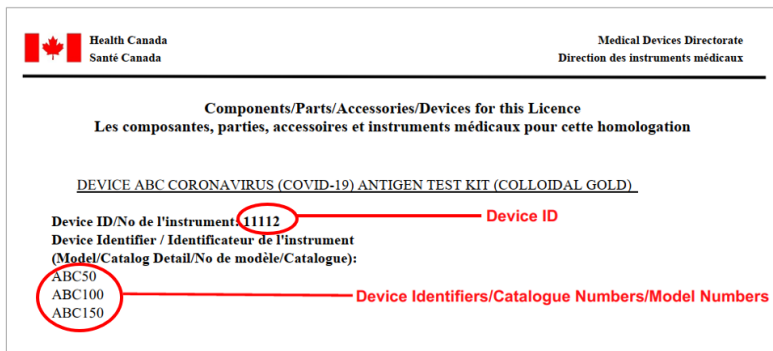 Health Canada
Santé Canada
Medical Devices Directorate
Direction des instruments médicaux
Components/Parts/Accessories/Devices for this Licence
Les composantes, parties, accessoires et instruments médicaux pour cette homologation
DEVICE ABC CORONAVIRUS (COVID-19) ANTIGEN TEST KIT (COLLOIDAL GOLD)
Device ID/No de l'instrument: 11112
Device ID
Device Identifier / Identificateur de l'instrument
(Model/Catalog Detail/No de modèle/Catalogue):
ABC50
ABC100
ABC150
Device Identifiers/Catalogue Numbers/Model Numbers